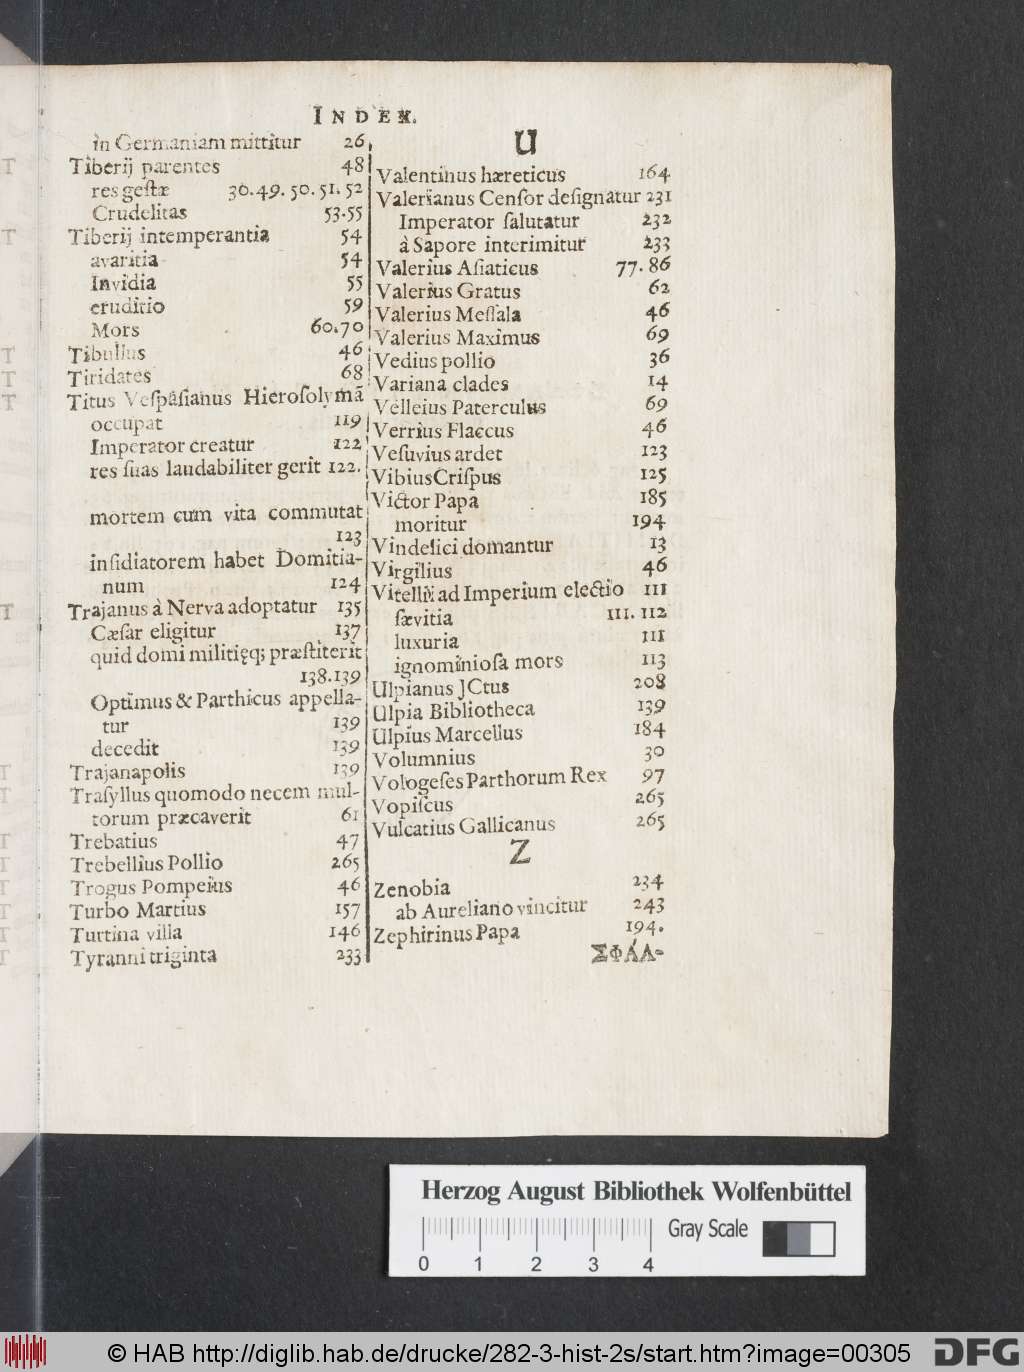 INDEX.
in Germaniam mittitur 26.
Tiberij parentes 48
res gestæ 36.49.50.51.52
Crudelitas 53.55
Tiberij intemperantia 54
avaritia 54
Invidia 55
eruditio 59
Mors 60.70
Tibullus 46
Tiridates 68
Titus Vespasianus Hierosolymã
occupat 119
Imperator creatur 122
res suas laudabiliter gerit 122.
mortem cum vita commutat
123
insidiatorem habet Domitia-
num 124
Trajanus à Nerva adoptatur 135
Cæsar eligitur 137
quid domi militięq; præstiterit
138.139
Optimus & Parthicus appella-
tur 139
decedit 139
Trajanapolis 139
Trasyllus quomodo necem mul-
torum præcaverit 61
Trebatius 47
Trebellius Pollio 265
Trogus Pompeius 46
Turbo Martius 157
Turtina villa 146
Tyranni triginta 233
U
Valentinus hæreticus 164
Valerianus Censor designatur 231
Imperator salutatur 232
à Sapore interimitur 233
Valerius Asiaticus 77.86
Valerius Gratus 62
Valerius Messala 46
Valerius Maximus 69
Vedius pollio 36
Variana clades 14
Velleius Paterculus 69
Verrius Flaccus 46
Vesuvius ardet 123
Vibius Crispus 125
Victor Papa 185
moritur 194
Vindelici domantur 13
Virgilius 46
Vitellii ad Imperium electio 111
sævitia 111.112
luxuria 111
ignominiosa mors 113
Ulpianus JCtus 208
Ulpia Bibliotheca 139
Ulpius Marcellus 184
Volumnius 30
Vologeses Parthorum Rex 97
Vopiscus 265
Vulcatius Gallicanus 265
Z
Zenobia 234
ab Aureliano vincitur 243
Zephirinus Papa 194.
ΣΦΑΛ-
Herzog August Bibliothek Wolfenbüttel
Gray Scale
0 1 2 3 4
© HAB http://diglib.hab.de/drucke/282-3-hist-2s/start.htm?image=00305
DFG